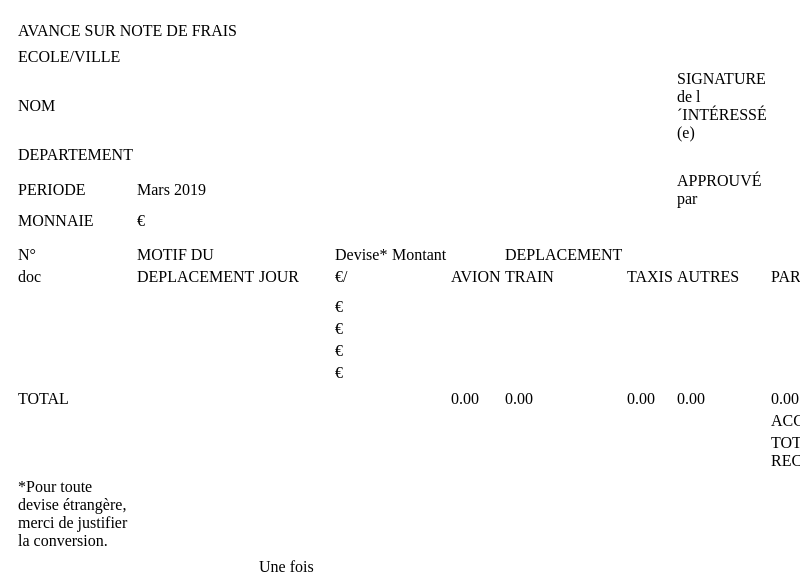 AVANCE SUR NOTE DE FRAIS
ECOLE/VILLE
NOM
SIGNATURE
de l
´INTÉRESSÉ
(e)
DEPARTEMENT
PERIODE Mars 2019
APPROUVÉ
par
MONNAIE €
N° MOTIF DU Devise* Montant DEPLACEMENT
doc DEPLACEMENT JOUR €/ AVION TRAIN TAXIS AUTRES PAR
€
€
€
€
TOTAL 0.00 0.00 0.00 0.00 0.00
ACC
TOT
REC
*Pour toute
devise étrangère,
merci de justifier
la conversion.
Une fois